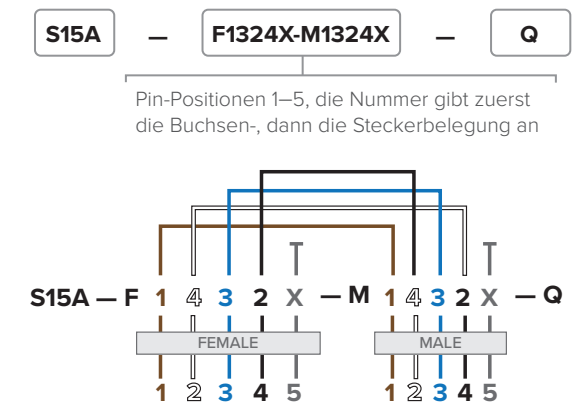 S15A — F1324X-M1324X — Q
Pin-Positionen 1–5, die Nummer gibt zuerst
die Buchsen-, dann die Steckerbelegung an
S15A — F 1 4 3 2 X — M 1 4 3 2 X — Q
FEMALE MALE
1 2 3 4 5 1 2 3 4 5